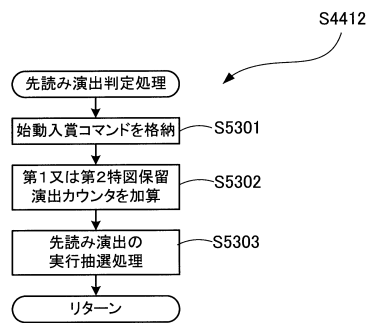 S4412
先読み演出判定処理
始動入賞コマンドを格納
S5301
第1又は第2特図保留
演出カウンタを加算
S5302
先読み演出の
実行抽選処理
S5303
リターン